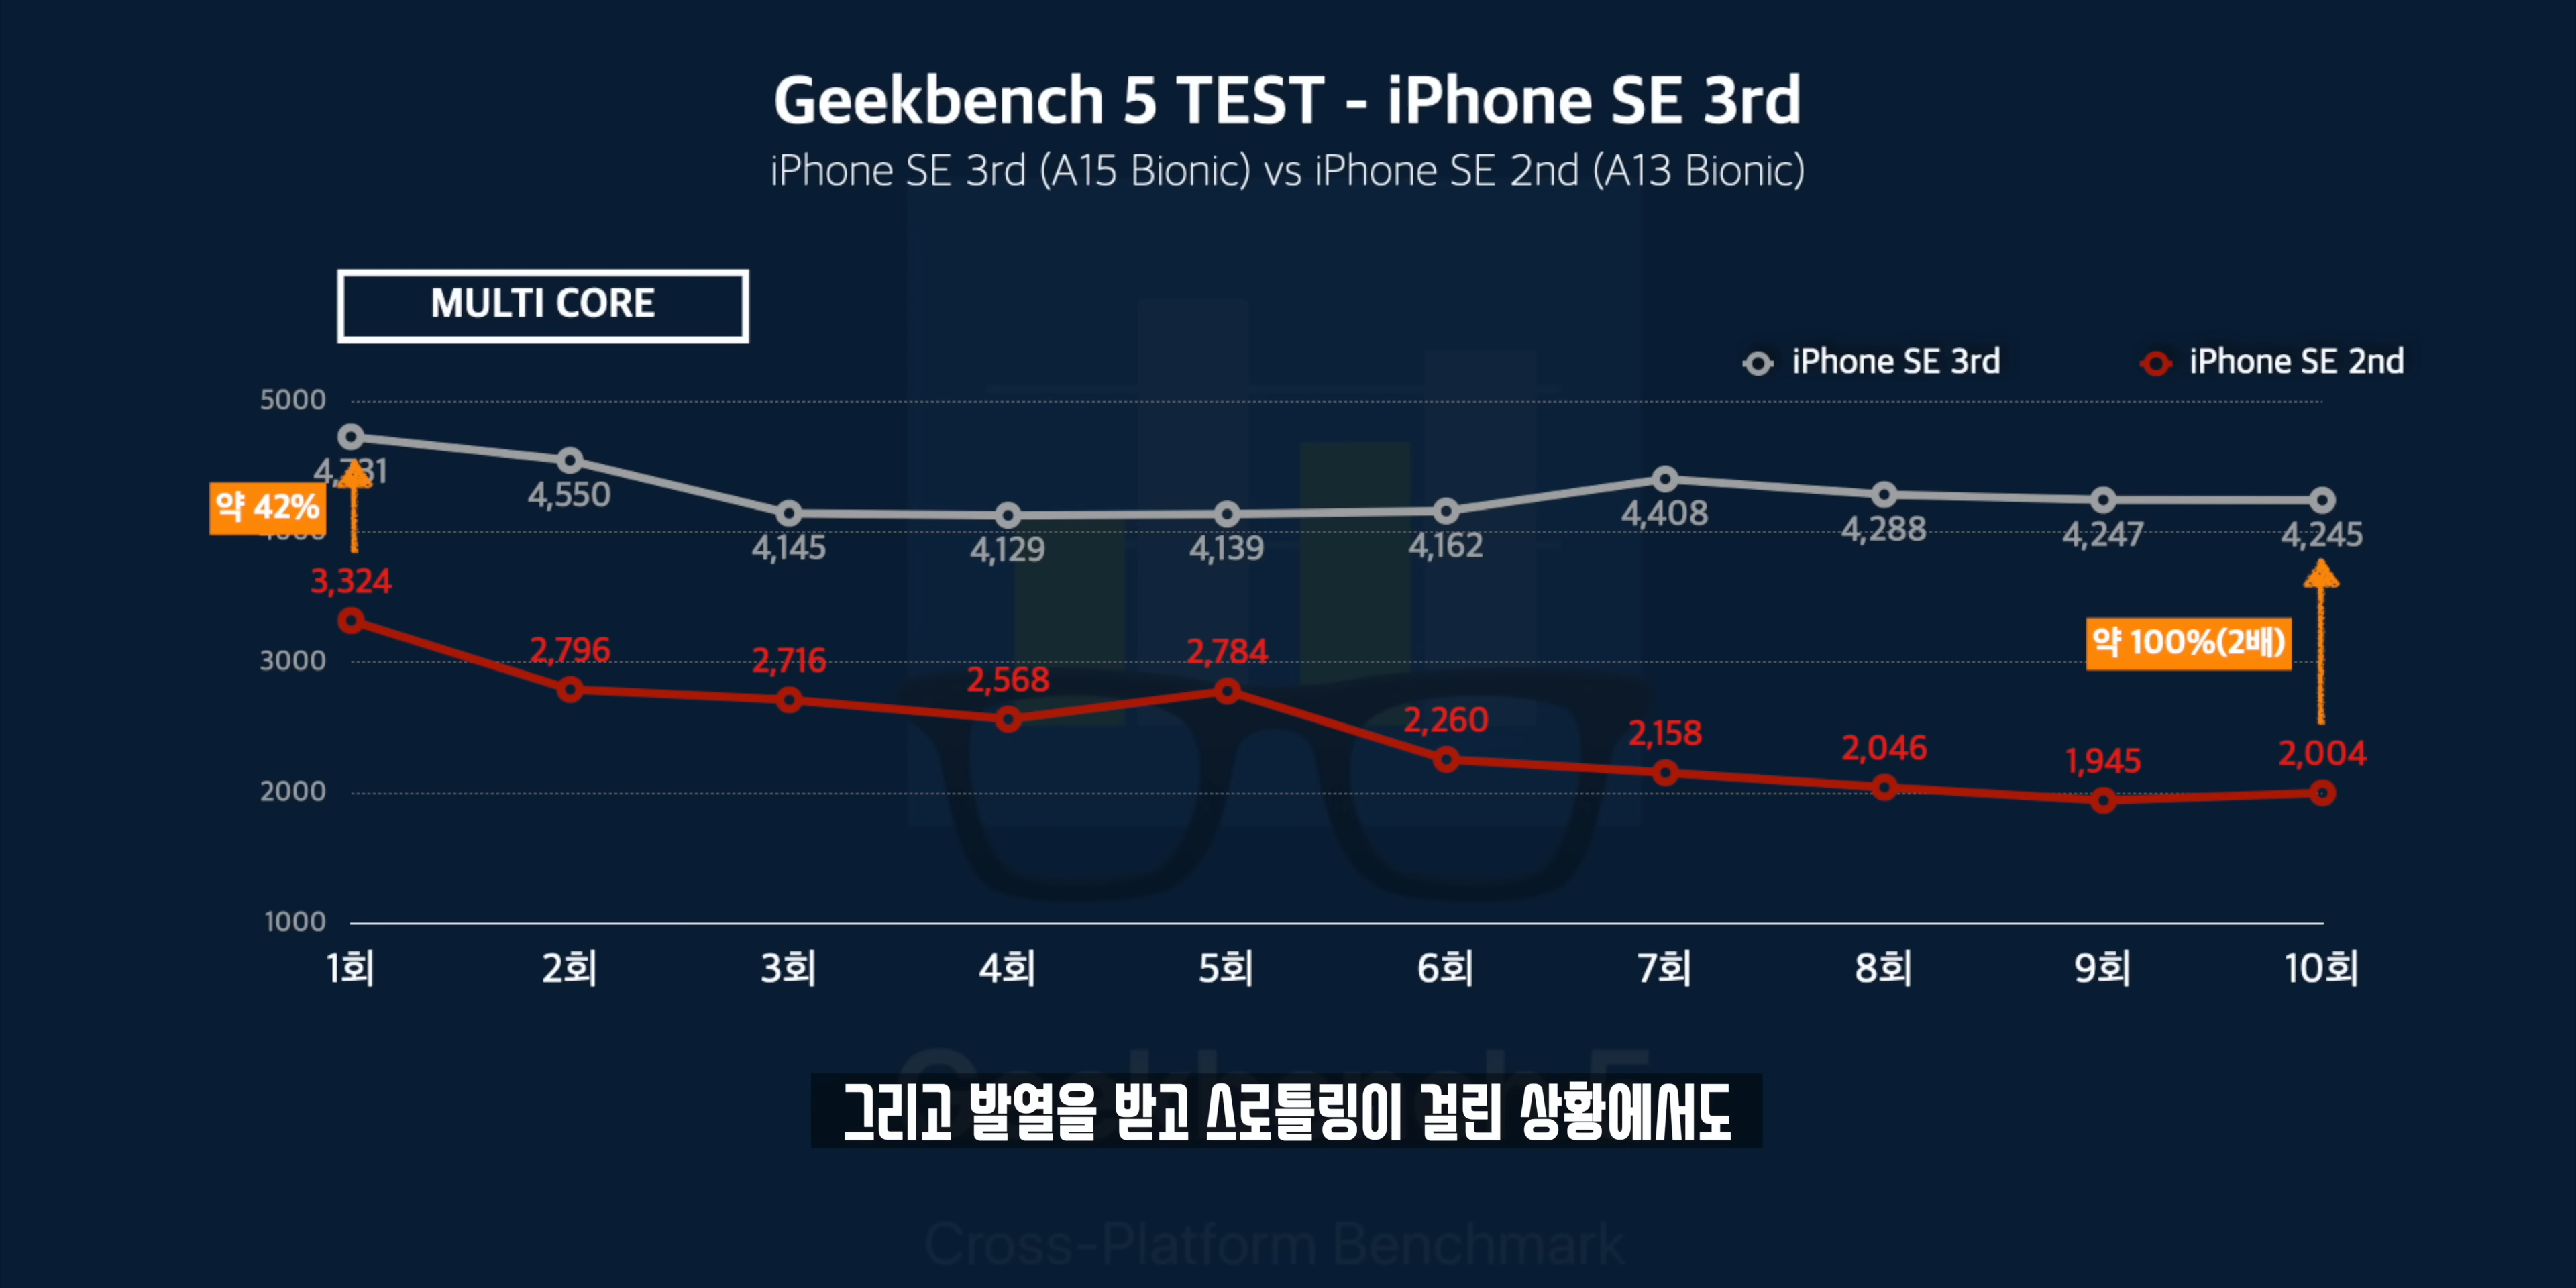 Geekbench 5 TEST - iPhone SE 3rd
iPhone SE 3rd (A15 Bionic) vs iPhone SE 2nd (A13 Bionic)
MULTI CORE
iPhone SE 3rd
iPhone SE 2nd
5000
4,731
4,550
4,145
4,129
4,139
4,162
4,408
4,288
4,247
4,245
약 42%
4000
3,324
2,796
2,716
2,568
2,784
2,260
2,158
2,046
1,945
2,004
약 100%(2배)
3000
2000
1000
1회
2회
3회
4회
5회
6회
7회
8회
9회
10회
그리고 발열을 받고 스로틀링이 걸린 상황에서도
Cross-Platform Benchmark